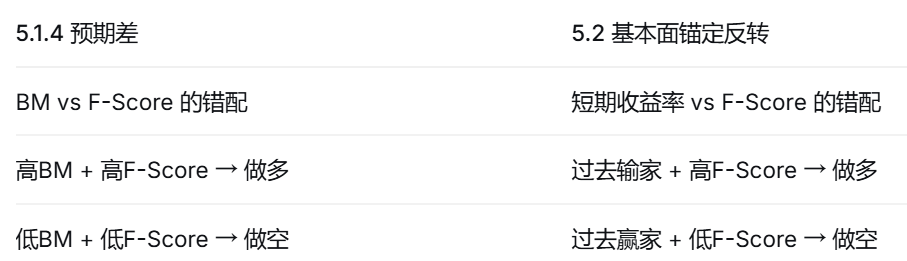 5.1.4 预期差
5.2 基本面锚定反转
BM vs F-Score 的错配
短期收益率 vs F-Score 的错配
高BM + 高F-Score → 做多
过去输家 + 高F-Score → 做多
低BM + 低F-Score → 做空
过去赢家 + 低F-Score → 做空